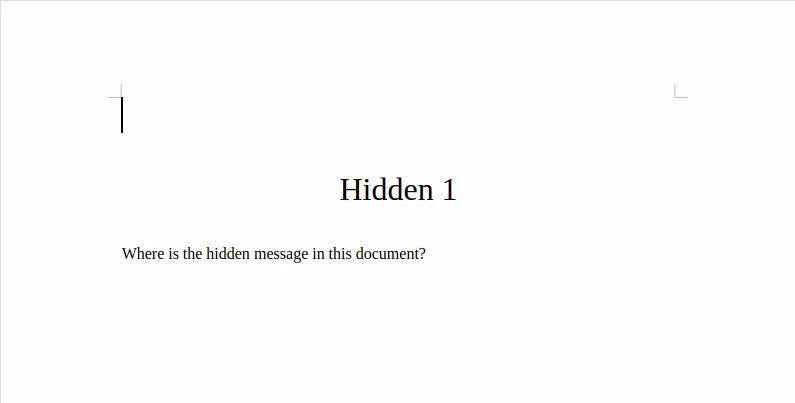 Hidden 1
Where is the hidden message in this document?